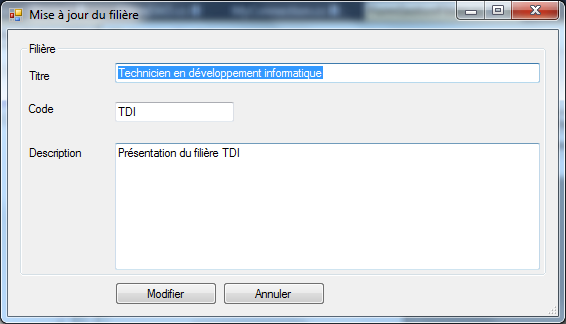 Mise à jour du filière
Filière
Titre
Technicien en développement informatique
Code
TDI
Description
Présentation du filière TDI
Modifier
Annuler